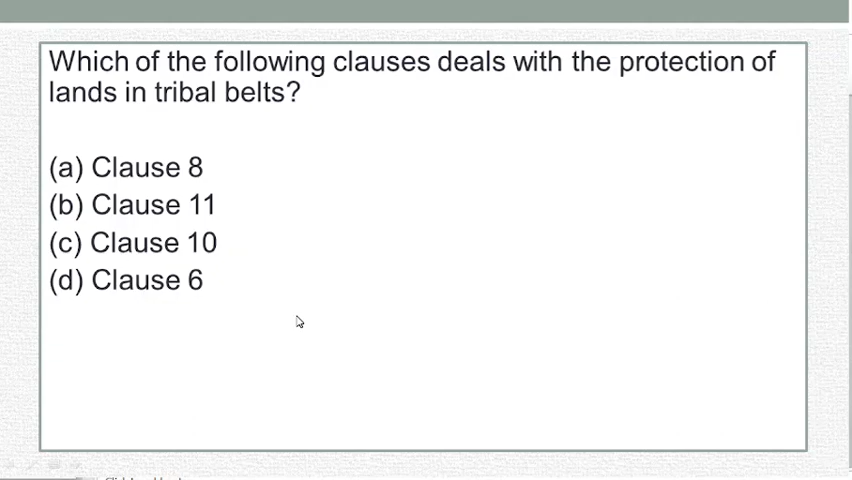 Which of the following clauses deals with the protection of
lands in tribal belts?
(a) Clause 8
(b) Clause 11
(c) Clause 10
(d) Clause 6